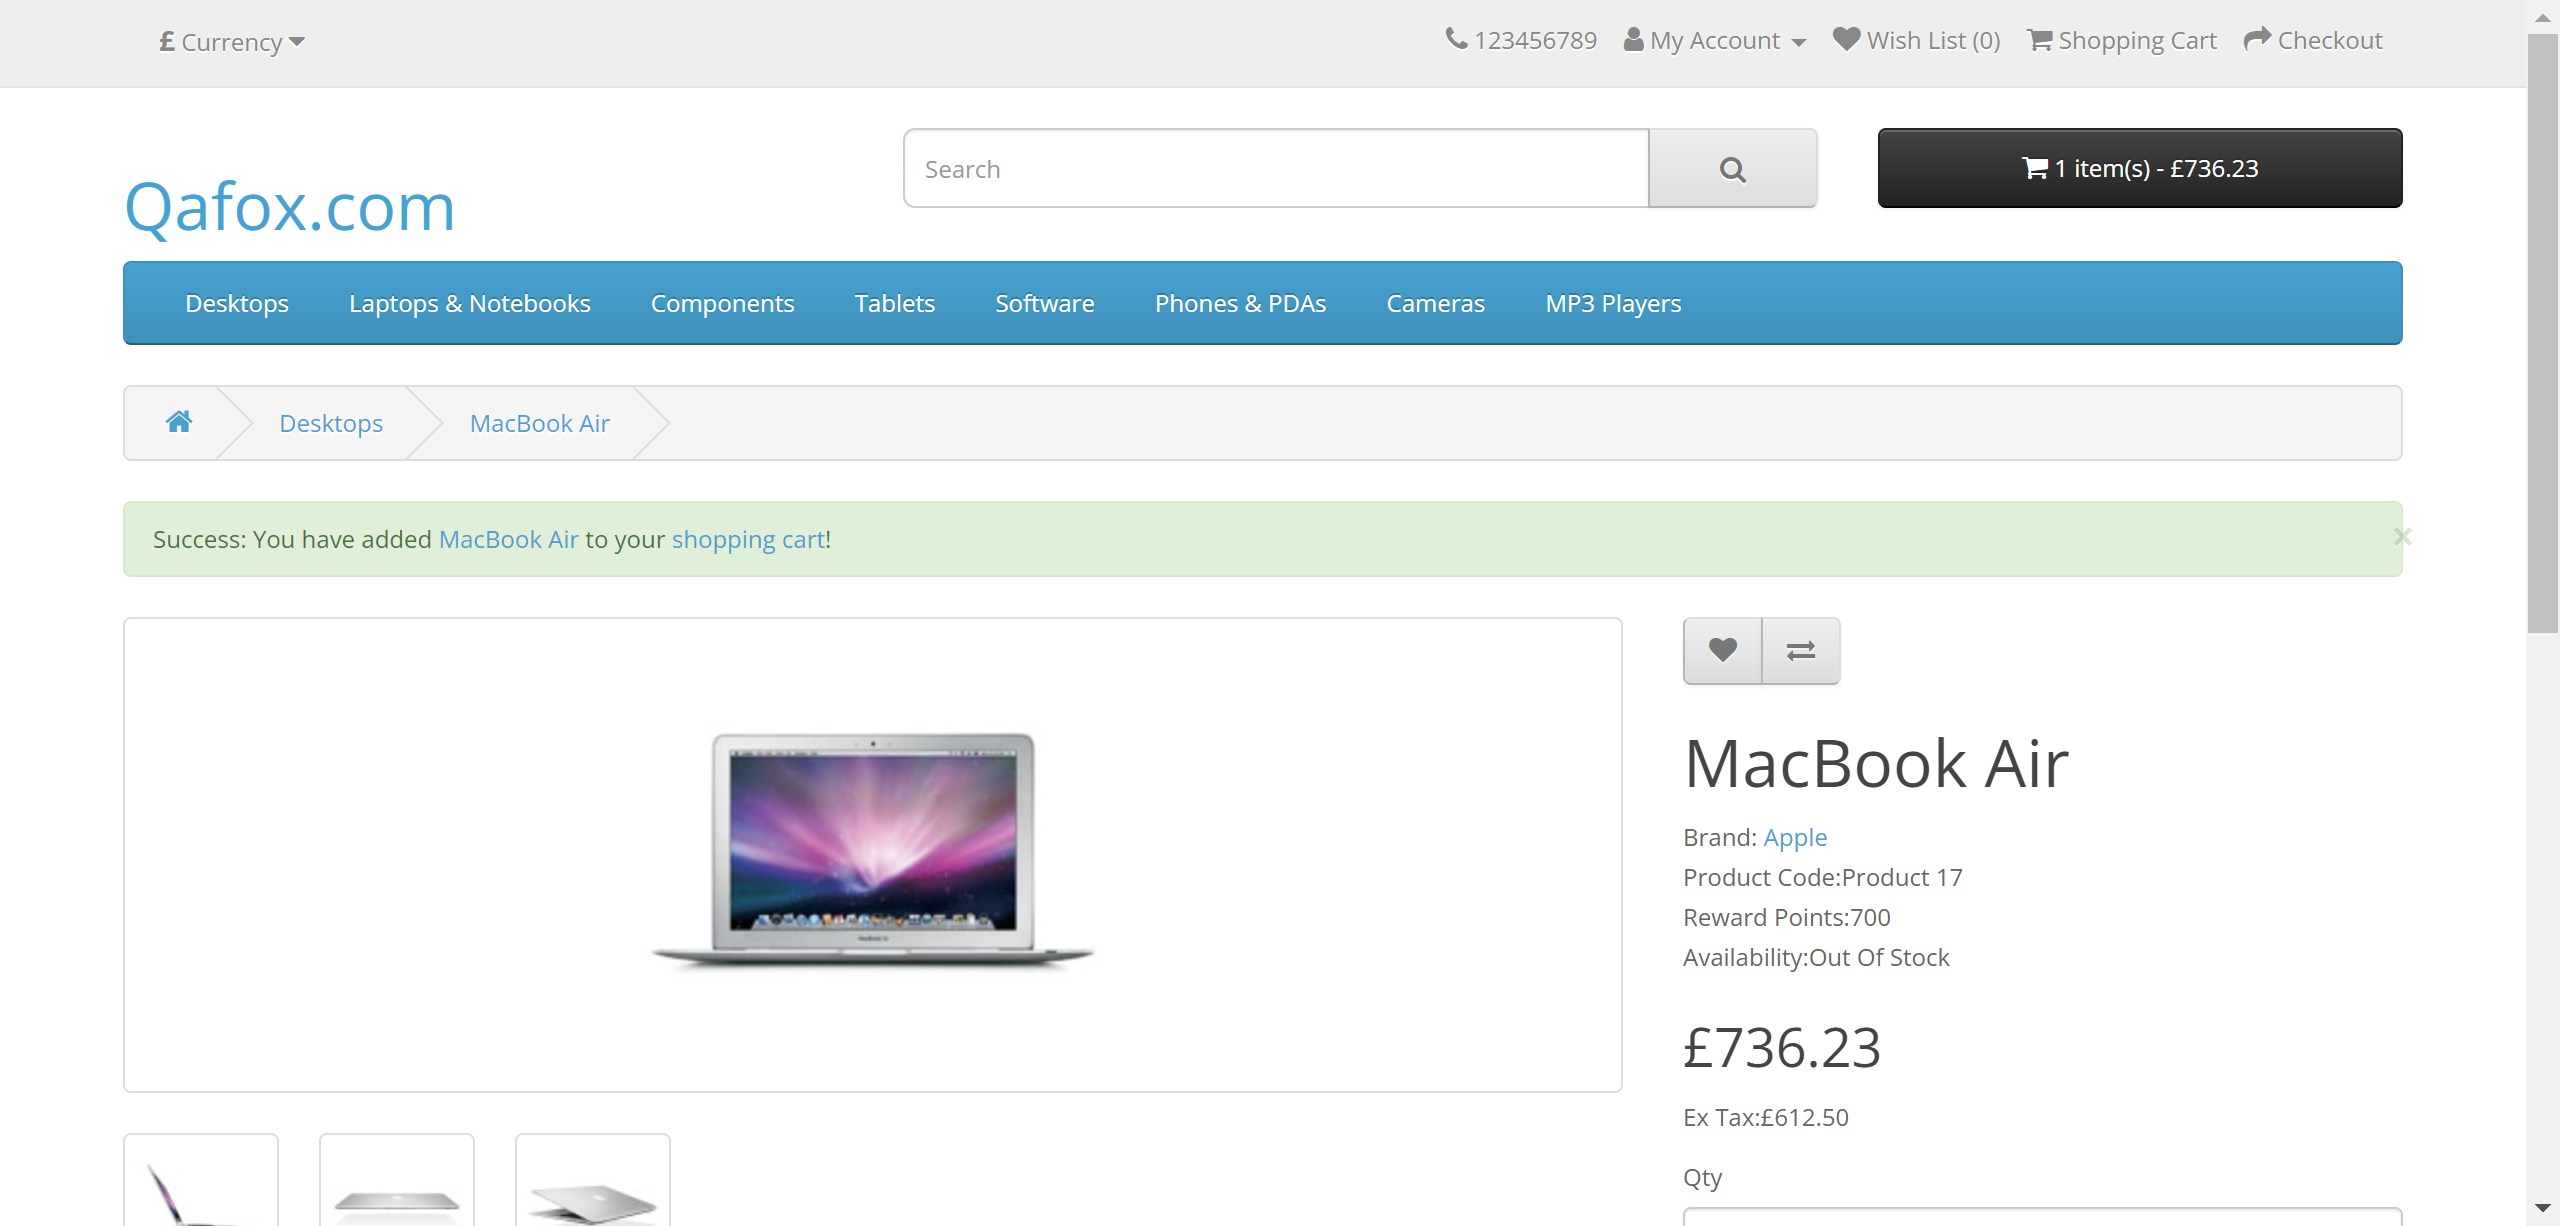 £ Currency
123456789 My Account Wish List (0) Shopping Cart Checkout
Qafox.com
Search
1 item(s) - £736.23
Desktops Laptops & Notebooks Components Tablets Software Phones & PDAs Cameras MP3 Players
Desktops MacBook Air
Success: You have added MacBook Air to your shopping cart!
×
MacBook Air
Brand: Apple
Product Code:Product 17
Reward Points:700
Availability:Out Of Stock
£736.23
Ex Tax:£612.50
Qty